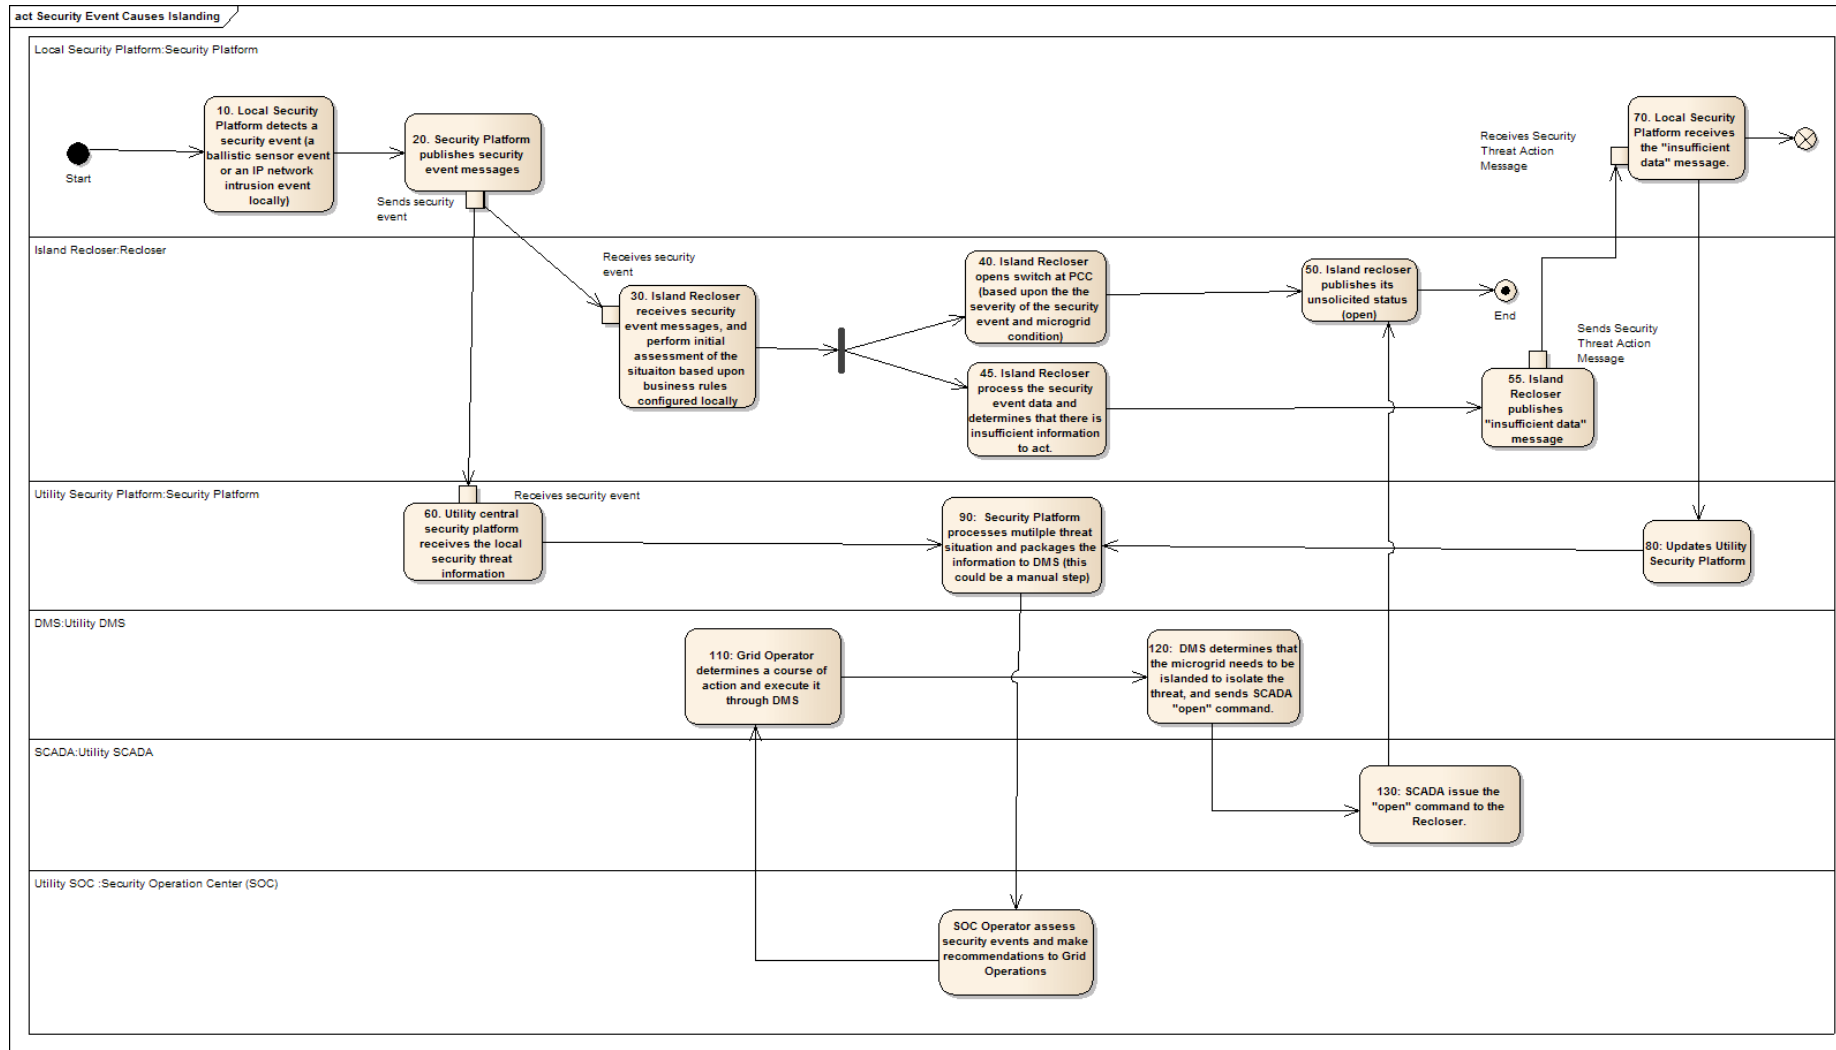 act Security Event Causes Islanding
Local Security Platform:Security Platform
Start
10. Local Security
Platform detects a
security event (a
ballistic sensor event
or an IP network
intrusion event
locally)
20. Security Platform
publishes security
event messages
Sends security
event
Receives Security
Threat Action
Message
70. Local Security
Platform receives
the "insufficient
data" message.
Island Recloser:Recloser
Receives security
event
30. Island Recloser
receives security
event messages, and
perform initial
assessment of the
situaiton based upon
business rules
configured locally
40. Island Recloser
opens switch at PCC
(based upon the the
severity of the security
event and microgrid
condition)
45. Island Recloser
process the security
event data and
determines that there is
insufficient information
to act.
50. Island recloser
publishes its
unsolicited status
(open)
End
Sends Security
Threat Action
Message
55. Island
Recloser
publishes
"insufficient data"
message
Utility Security Platform:Security Platform
Receives security event
60. Utility central
security platform
receives the local
security threat
information
90:  Security Platform
processes mutilple threat
situation and packages the
information to DMS (this
could be a manual step)
80: Updates Utility
Security Platform
DMS:Utility DMS
110: Grid Operator
determines a course of
action and execute it
through DMS
120:  DMS determines that
the microgrid needs to be
islanded to isolate the
threat, and sends SCADA
"open" command.
SCADA:Utility SCADA
130: SCADA issue the
"open" command to the
Recloser.
Utility SOC :Security Operation Center (SOC)
SOC Operator assess
security events and make
recommendations to Grid
Operations